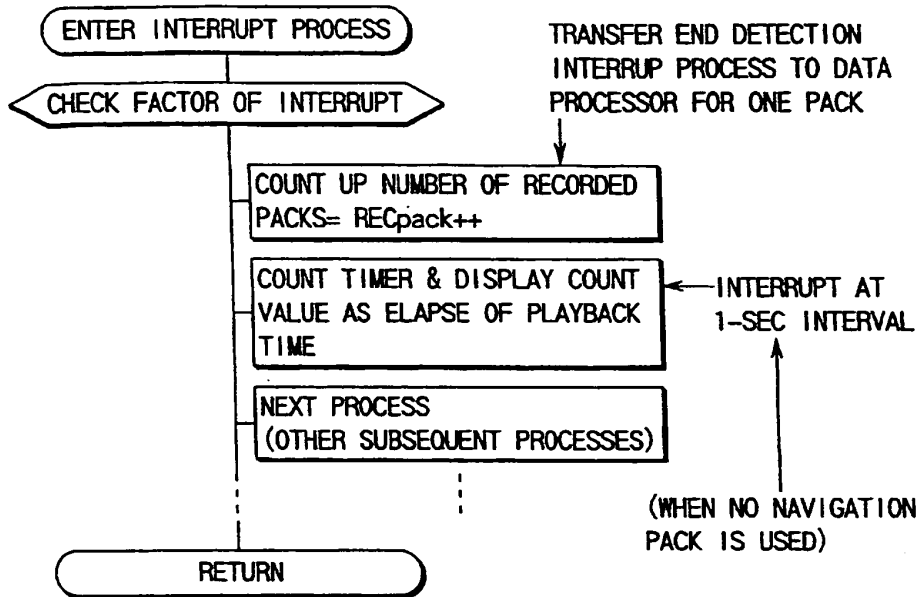 ENTER INTERRUPT PROCESS
CHECK FACTOR OF INTERRUPT
TRANSFER END DETECTION
INTERRUP PROCESS TO DATA
PROCESSOR FOR ONE PACK
COUNT UP NUMBER OF RECORDED
PACKS= RECpack++
COUNT TIMER & DISPLAY COUNT
VALUE AS ELAPSE OF PLAYBACK
TIME
INTERRUPT AT
1-SEC INTERVAL
NEXT PROCESS
(OTHER SUBSEQUENT PROCESSES)
(WHEN NO NAVIGATION
PACK IS USED)
RETURN